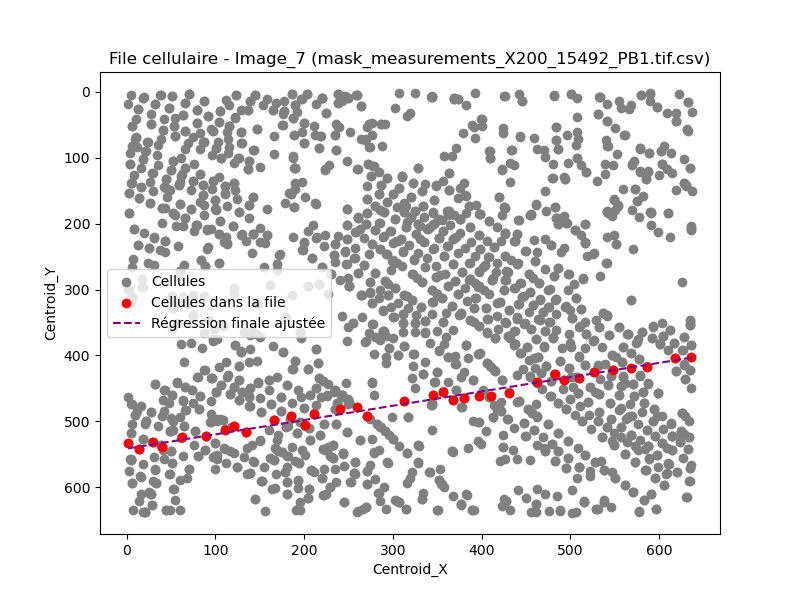 File cellulaire - Image_7 (mask_measurements_X200_15492_PB1.tif.csv)
0
100
200
300
400
500
600
Centroid_Y
Cellules
Cellules dans la file
Régression finale ajustée
0 100 200 300 400 500 600
Centroid_X